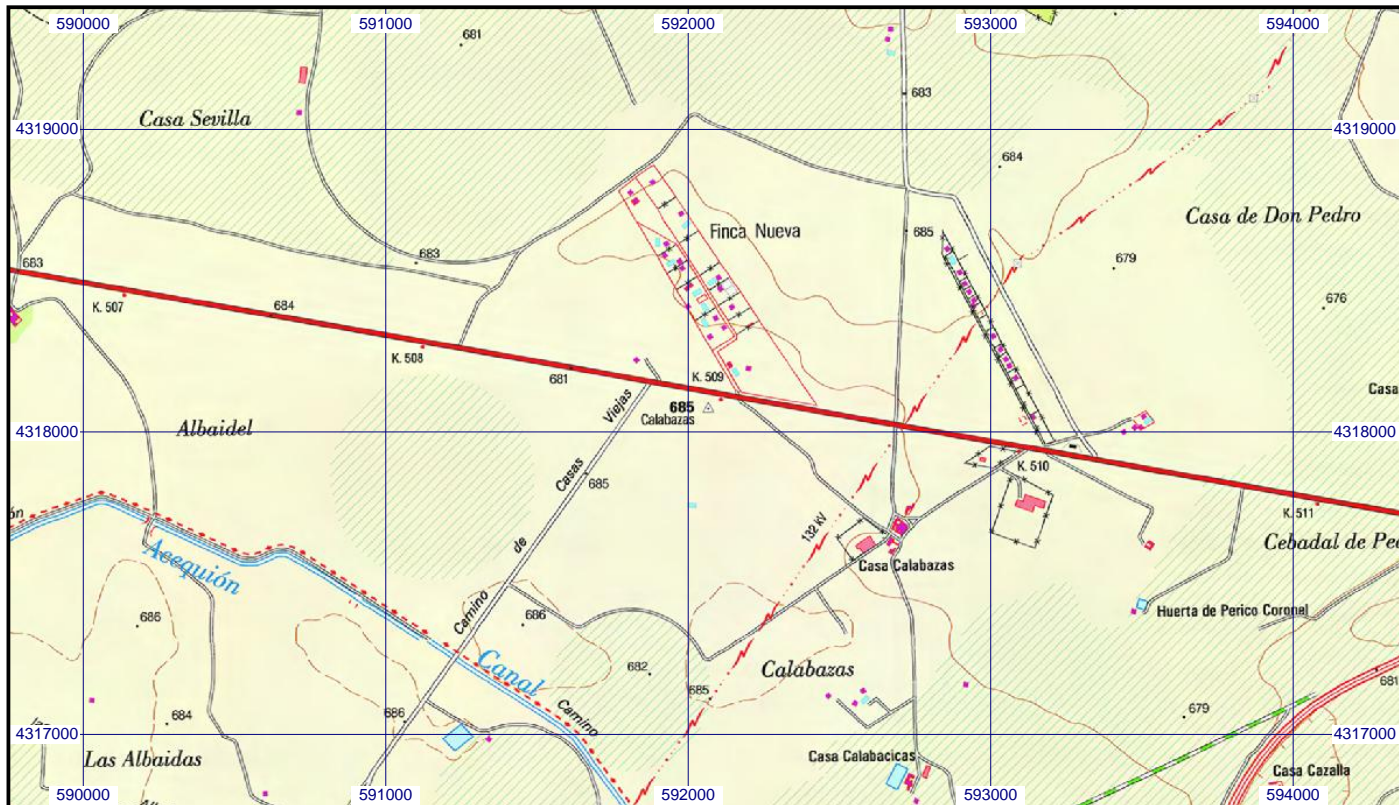 590000 591000 592000 593000 594000
681
683
Casa Sevilla
4319000 4319000
684
Casa de Don Pedro
Finca Nueva
685
683
683
679
K. 507
684
676
K. 508
681
K. 509
Casa
685
Calabazas
Viejas
Albaidel
4318000 4318000
Casas
685
K. 510
K. 511
ón
de
132 kV
Cebadal de Pe
Acequión
Casa Calabazas
686
Camino
686
Huerta de Perico Coronel
Canal
682
Calabazas
685
681
684
686
Camino
679
4317000 4317000
Las Albaidas
Casa Calabacicas
Casa Cazalla
590000 591000 592000 593000 594000